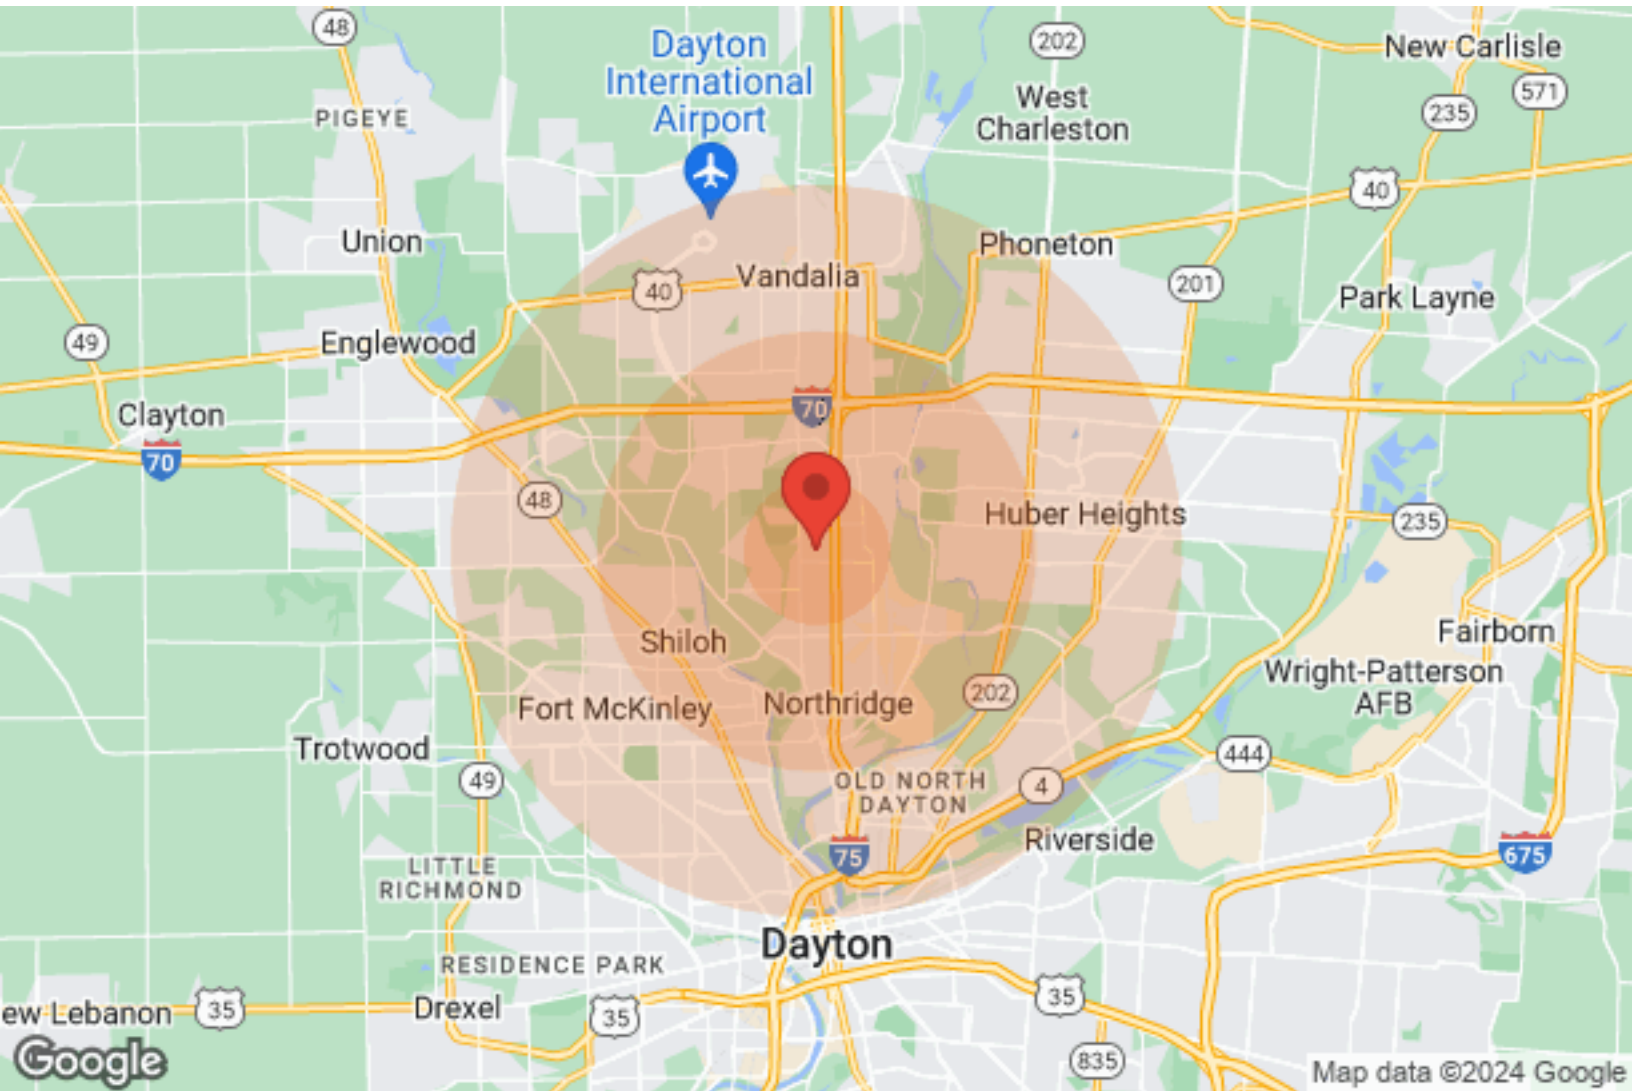 48
Dayton
International
Airport
202
New Carlisle
571
235
West
Charleston
PIGEYE
40
Union
Phoneton
Vandalia
201
40
Park Layne
49
Englewood
70
Clayton
70
48
Huber Heights
235
Shiloh
Fairborn
Wright-Patterson
AFB
202
Fort McKinley
Northridge
Trotwood
444
49
OLD NORTH
DAYTON
4
Riverside
75
675
LITTLE
RICHMOND
Dayton
RESIDENCE PARK
35
ew Lebanon
35
Drexel
35
835
Google
Map data ©2024 Google